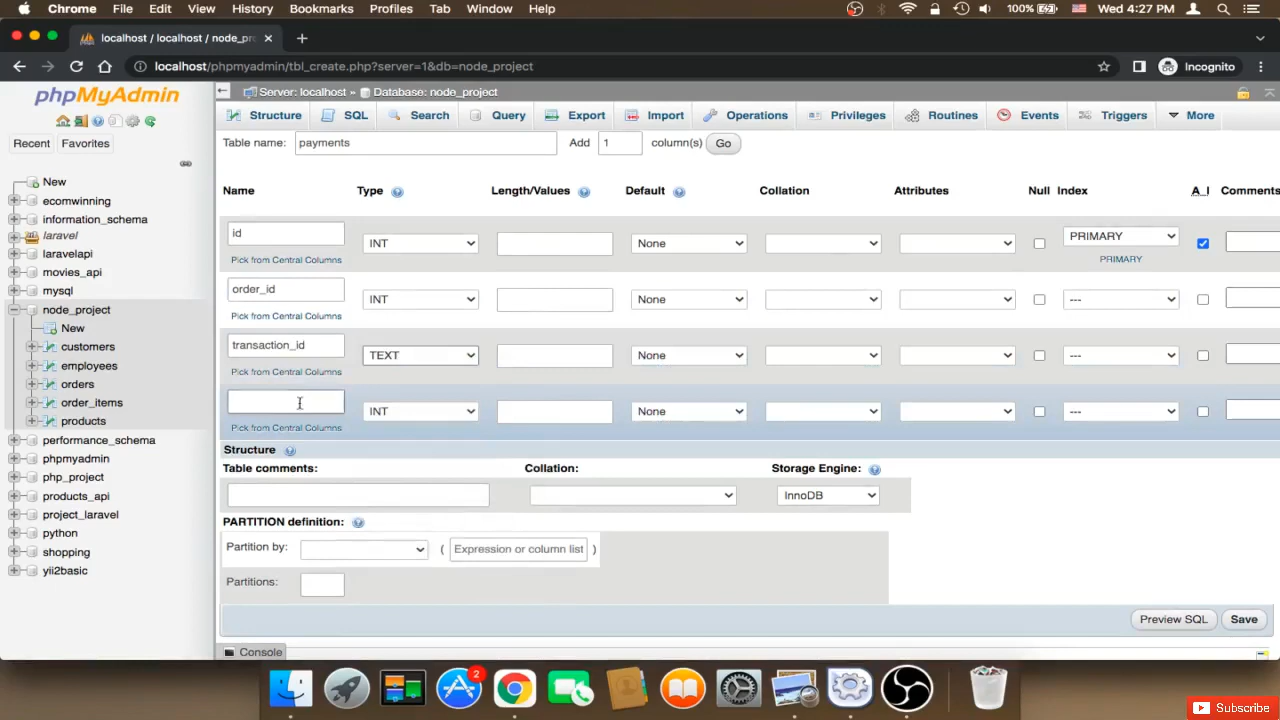 Chrome File Edit View History Payments Profiles Tab Window Help 100% Wed 4:27 PM
localhost / localhost / node_pr
localhost/phpmyadmin/tbl_create.php?server=1&db=node_project Incognito
phpMyAdmin
Recent Favorites
New
ecomwinning
information_schema
laravel
laravelapi
movies_api
mysql
node_project
New
customers
employees
orders
order_items
products
performance_schema
phpmyadmin
php_project
products_api
project_laravel
python
shopping
yii2basic
Server: localhost » Database: node_project
Structure SQL Search Query Export Import Operations Privileges Routines Events Triggers More
Table name: payments Add 1 column(s) Go
Name Type Length/Values Default Collation Attributes Null Index A_I Comments
id INT None PRIMARY
Pick from Central Columns PRIMARY
order_id INT None ---
Pick from Central Columns
transaction_id TEXT None ---
Pick from Central Columns
INT None ---
Pick from Central Columns
Structure
Table comments: Collation: Storage Engine:
InnoDB
PARTITION definition:
Partition by: ( Expression or column list )
Partitions:
Preview SQL Save
Console
2
Subscribe